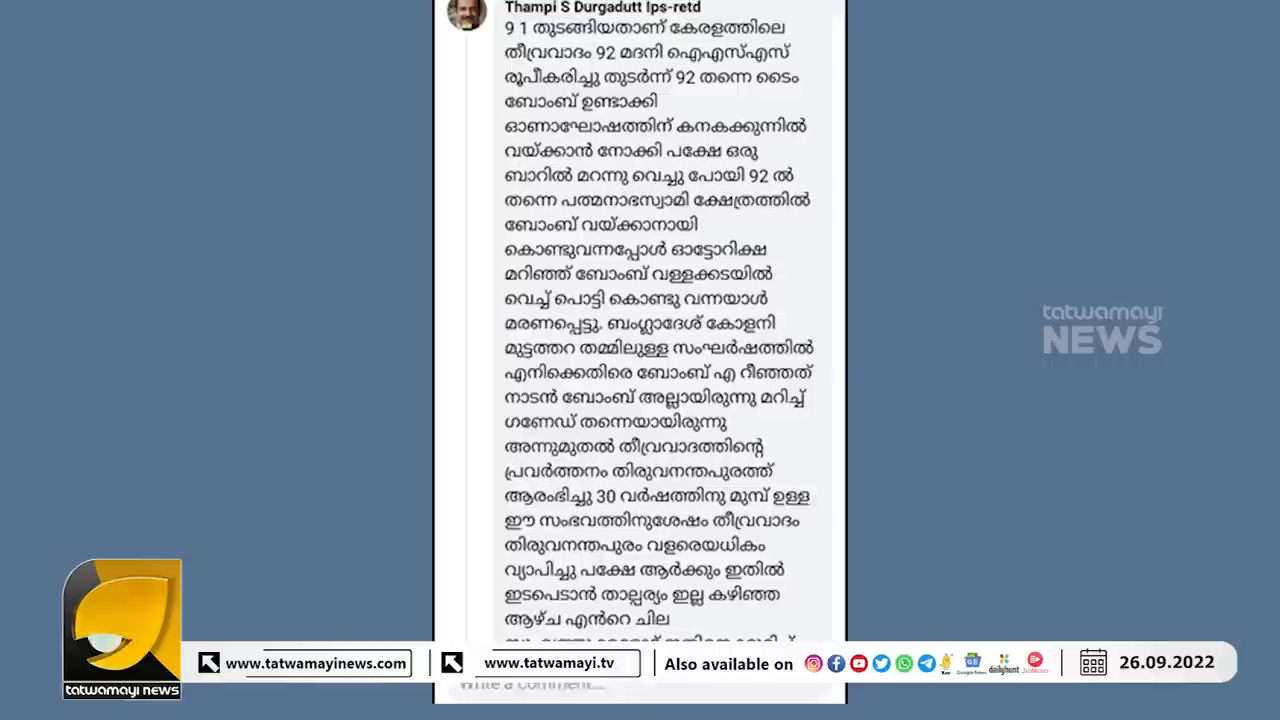 Thampi S Durgadutt Ips-retd
9 1 തുടങ്ങിയതാണ് കേരളത്തിലെ
തീവ്രവാദം 92 മദനി ഐഎസ്എസ്
രൂപീകരിച്ചു തുടർന്ന് 92 തന്നെ ടൈം
ബോംബ് ഉണ്ടാക്കി
ഓണാഘോഷത്തിന് കനകക്കുന്നിൽ
വയ്ക്കാൻ നോക്കി പക്ഷേ ഒരു
ബാറിൽ മറന്നു വെച്ചു പോയി 92 ൽ
തന്നെ പത്മനാഭസ്വാമി ക്ഷേത്രത്തിൽ
ബോംബ് വയ്ക്കാനായി
കൊണ്ടുവന്നപ്പോൾ ഓട്ടോറിക്ഷ
മറിഞ്ഞ് ബോംബ് വള്ളക്കടയിൽ
വെച്ച് പൊട്ടി കൊണ്ടു വന്നയാൾ
മരണപ്പെട്ടു. ബംഗ്ലാദേശ് കോളനി
മുട്ടത്തറ തമ്മിലുള്ള സംഘർഷത്തിൽ
എനിക്കെതിരെ ബോംബ് എ റീഞ്ഞത്
നാടൻ ബോംബ് അല്ലായിരുന്നു മറിച്ച്
ഗണേഡ് തന്നെയായിരുന്നു
അന്നുമുതൽ തീവ്രവാദത്തിന്റെ
പ്രവർത്തനം തിരുവനന്തപുരത്ത്
ആരംഭിച്ചു 30 വർഷത്തിനു മുമ്പ് ഉള്ള
ഈ സംഭവത്തിനുശേഷം തീവ്രവാദം
തിരുവനന്തപുരം വളരെയധികം
വ്യാപിച്ചു പക്ഷേ ആർക്കും ഇതിൽ
ഇടപെടാൻ താല്പര്യം ഇല്ല കഴിഞ്ഞ
ആഴ്ച എൻറെ ചില
Write a comment...
tatwamayi
NEWS
tatwamayi news
www.tatwamayinews.com
www.tatwamayi.tv
Also available on
Google News
dailyhunt
26.09.2022